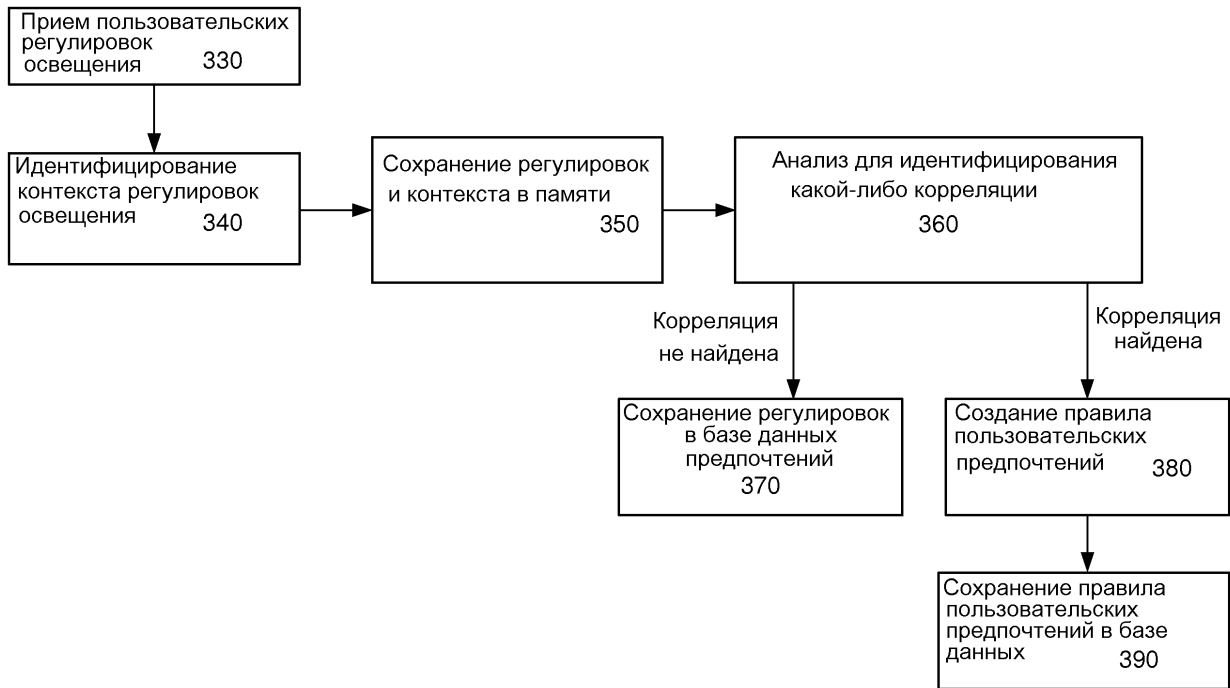 Прием пользовательских
регулировок
освещения 330
Идентифицирование
контекста регулировок
освещения 340
Сохранение регулировок
и контекста в памяти
350
Анализ для идентифицирования
какой-либо корреляции
360
Корреляция
не найдена
Корреляция
найдена
Сохранение регулировок
в базе данных
предпочтений
370
Создание правила
пользовательских
предпочтений 380
Сохранение правила
пользовательских
предпочтений в базе
данных 390